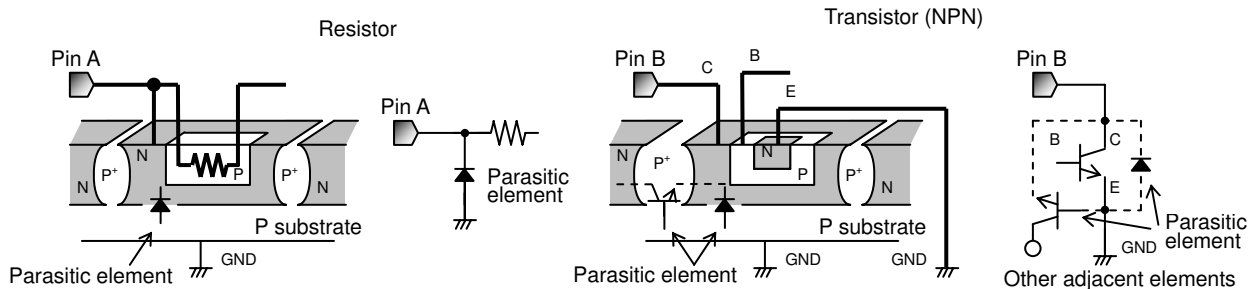 Resistor
Transistor (NPN)
Pin A
Pin B
C
B
E
Pin B
Pin A
N
P⁺
N
P
P⁺
N
Parasitic element
P substrate
GND
Parasitic element
N
P⁺
N
P
P⁺
N
P substrate
GND
GND
Parasitic element
B
C
E
Parasitic element
GND
Other adjacent elements